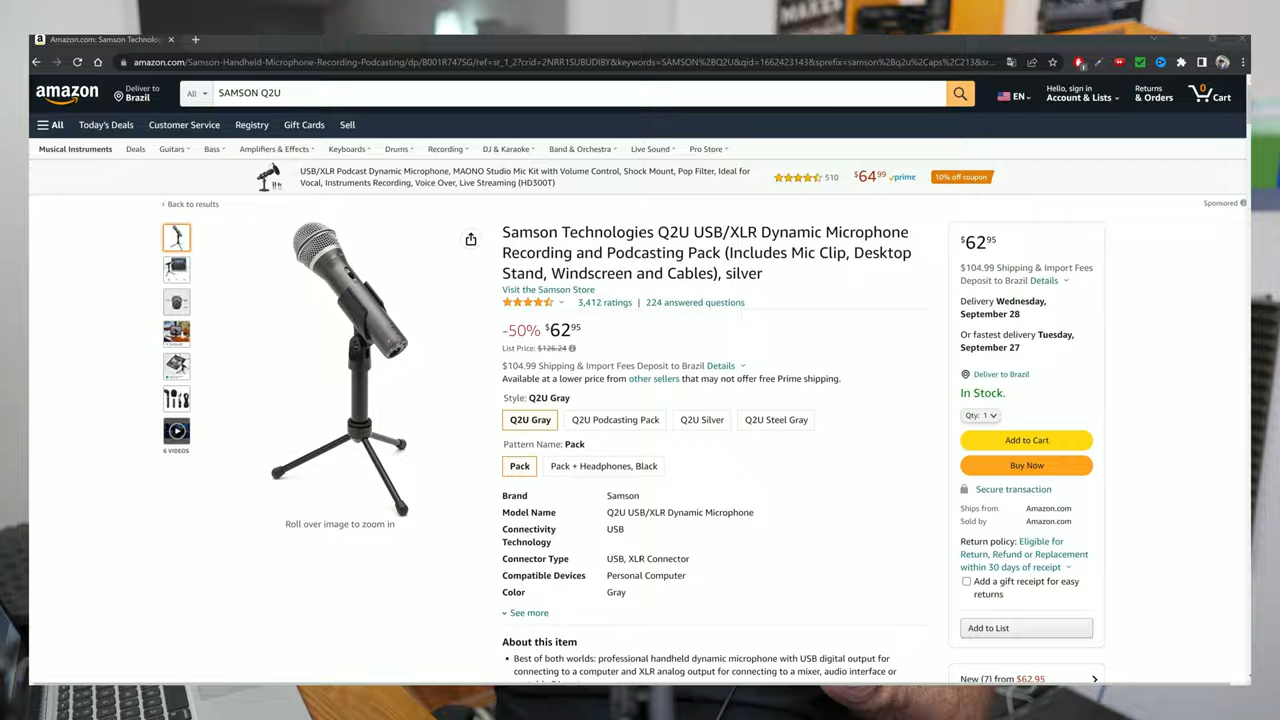 MAKES
Amazon.com: Samson Technolog
amazon.com/Samson-Handheld-Microphone-Recording-Podcasting/dp/B001R747SG/ref=sr_1_2?crid=2NRR1SUBUDIBY&keywords=SAMSON%2BQ2U&qid=1662423143&sprefix=samson%2Bq2u%2Caps%2C213&sr...
amazon
Deliver to
Brazil
All
SAMSON Q2U
EN
Hello, sign in
Account & Lists
Returns
& Orders
0
Cart
All
Today's Deals
Customer Service
Registry
Gift Cards
Sell
Musical Instruments
Deals
Guitars
Bass
Amplifiers & Effects
Keyboards
Drums
Recording
DJ & Karaoke
Band & Orchestra
Live Sound
Pro Store
USB/XLR Podcast Dynamic Microphone, MAONO Studio Mic Kit with Volume Control, Shock Mount, Pop Filter, Ideal for
Vocal, Instruments Recording, Voice Over, Live Streaming (HD300T)
510
$64⁹⁹
prime
10% off coupon
‹ Back to results
Sponsored
6 VIDEOS
Roll over image to zoom in
Samson Technologies Q2U USB/XLR Dynamic Microphone
Recording and Podcasting Pack (Includes Mic Clip, Desktop
Stand, Windscreen and Cables), silver
Visit the Samson Store
3,412 ratings | 224 answered questions
-50% $62⁹⁵
List Price: $126.24
$104.99 Shipping & Import Fees Deposit to Brazil Details
Available at a lower price from other sellers that may not offer free Prime shipping.
Style: Q2U Gray
Q2U Gray
Q2U Podcasting Pack
Q2U Silver
Q2U Steel Gray
Pattern Name: Pack
Pack
Pack + Headphones, Black
Brand Samson
Model Name Q2U USB/XLR Dynamic Microphone
Connectivity USB
Technology
Connector Type USB, XLR Connector
Compatible Devices Personal Computer
Color Gray
See more
About this item
• Best of both worlds: professional handheld dynamic microphone with USB digital output for
connecting to a computer and XLR analog output for connecting to a mixer, audio interface or
$62⁹⁵
$104.99 Shipping & Import Fees
Deposit to Brazil Details
Delivery Wednesday,
September 28
Or fastest delivery Tuesday,
September 27
Deliver to Brazil
In Stock.
Qty: 1
Add to Cart
Buy Now
Secure transaction
Ships from Amazon.com
Sold by Amazon.com
Return policy: Eligible for
Return, Refund or Replacement
within 30 days of receipt
Add a gift receipt for easy
returns
Add to List
New (7) from $62.95